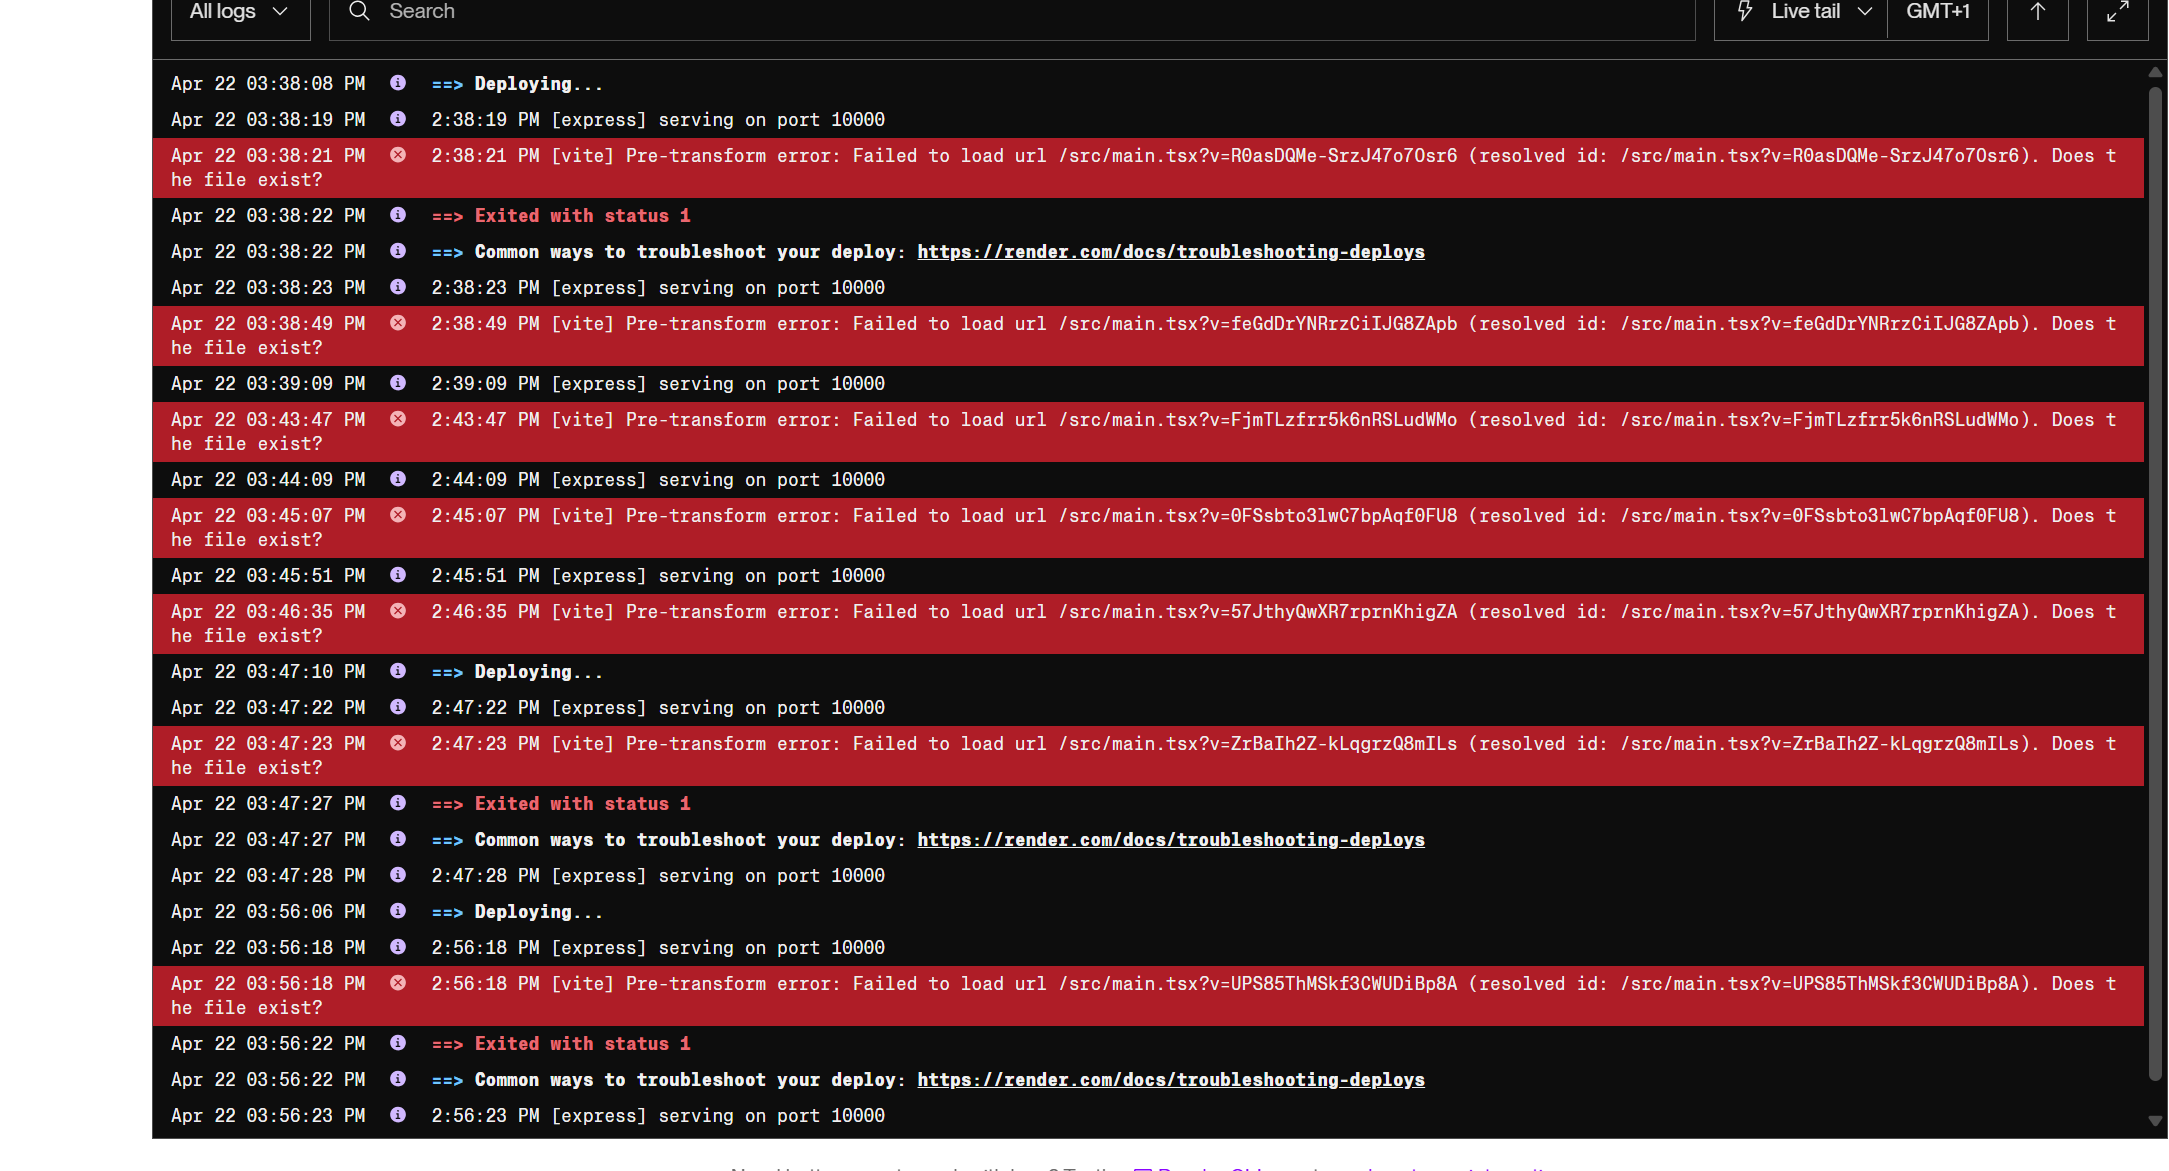 All logs
Search
Live tail
GMT+1
Apr 22 03:38:08 PM ==> Deploying...
Apr 22 03:38:19 PM 2:38:19 PM [express] serving on port 10000
Apr 22 03:38:21 PM 2:38:21 PM [vite] Pre-transform error: Failed to load url /src/main.tsx?v=R0asDQMe-SrzJ47o7Osr6 (resolved id: /src/main.tsx?v=R0asDQMe-SrzJ47o7Osr6). Does t
he file exist?
Apr 22 03:38:22 PM ==> Exited with status 1
Apr 22 03:38:22 PM ==> Common ways to troubleshoot your deploy: https://render.com/docs/troubleshooting-deploys
Apr 22 03:38:23 PM 2:38:23 PM [express] serving on port 10000
Apr 22 03:38:49 PM 2:38:49 PM [vite] Pre-transform error: Failed to load url /src/main.tsx?v=feGdDrYNRrzCiIJG8ZApb (resolved id: /src/main.tsx?v=feGdDrYNRrzCiIJG8ZApb). Does t
he file exist?
Apr 22 03:39:09 PM 2:39:09 PM [express] serving on port 10000
Apr 22 03:43:47 PM 2:43:47 PM [vite] Pre-transform error: Failed to load url /src/main.tsx?v=FjmTLzfrr5k6nRSLudWMo (resolved id: /src/main.tsx?v=FjmTLzfrr5k6nRSLudWMo). Does t
he file exist?
Apr 22 03:44:09 PM 2:44:09 PM [express] serving on port 10000
Apr 22 03:45:07 PM 2:45:07 PM [vite] Pre-transform error: Failed to load url /src/main.tsx?v=0FSsbto3lwC7bpAqf0FU8 (resolved id: /src/main.tsx?v=0FSsbto3lwC7bpAqf0FU8). Does t
he file exist?
Apr 22 03:45:51 PM 2:45:51 PM [express] serving on port 10000
Apr 22 03:46:35 PM 2:46:35 PM [vite] Pre-transform error: Failed to load url /src/main.tsx?v=57JthyQwXR7rprnKhigZA (resolved id: /src/main.tsx?v=57JthyQwXR7rprnKhigZA). Does t
he file exist?
Apr 22 03:47:10 PM ==> Deploying...
Apr 22 03:47:22 PM 2:47:22 PM [express] serving on port 10000
Apr 22 03:47:23 PM 2:47:23 PM [vite] Pre-transform error: Failed to load url /src/main.tsx?v=ZrBaIh2Z-kLqgrzQ8mILs (resolved id: /src/main.tsx?v=ZrBaIh2Z-kLqgrzQ8mILs). Does t
he file exist?
Apr 22 03:47:27 PM ==> Exited with status 1
Apr 22 03:47:27 PM ==> Common ways to troubleshoot your deploy: https://render.com/docs/troubleshooting-deploys
Apr 22 03:47:28 PM 2:47:28 PM [express] serving on port 10000
Apr 22 03:56:06 PM ==> Deploying...
Apr 22 03:56:18 PM 2:56:18 PM [express] serving on port 10000
Apr 22 03:56:18 PM 2:56:18 PM [vite] Pre-transform error: Failed to load url /src/main.tsx?v=UPS85ThMSkf3CWUDiBp8A (resolved id: /src/main.tsx?v=UPS85ThMSkf3CWUDiBp8A). Does t
he file exist?
Apr 22 03:56:22 PM ==> Exited with status 1
Apr 22 03:56:22 PM ==> Common ways to troubleshoot your deploy: https://render.com/docs/troubleshooting-deploys
Apr 22 03:56:23 PM 2:56:23 PM [express] serving on port 10000